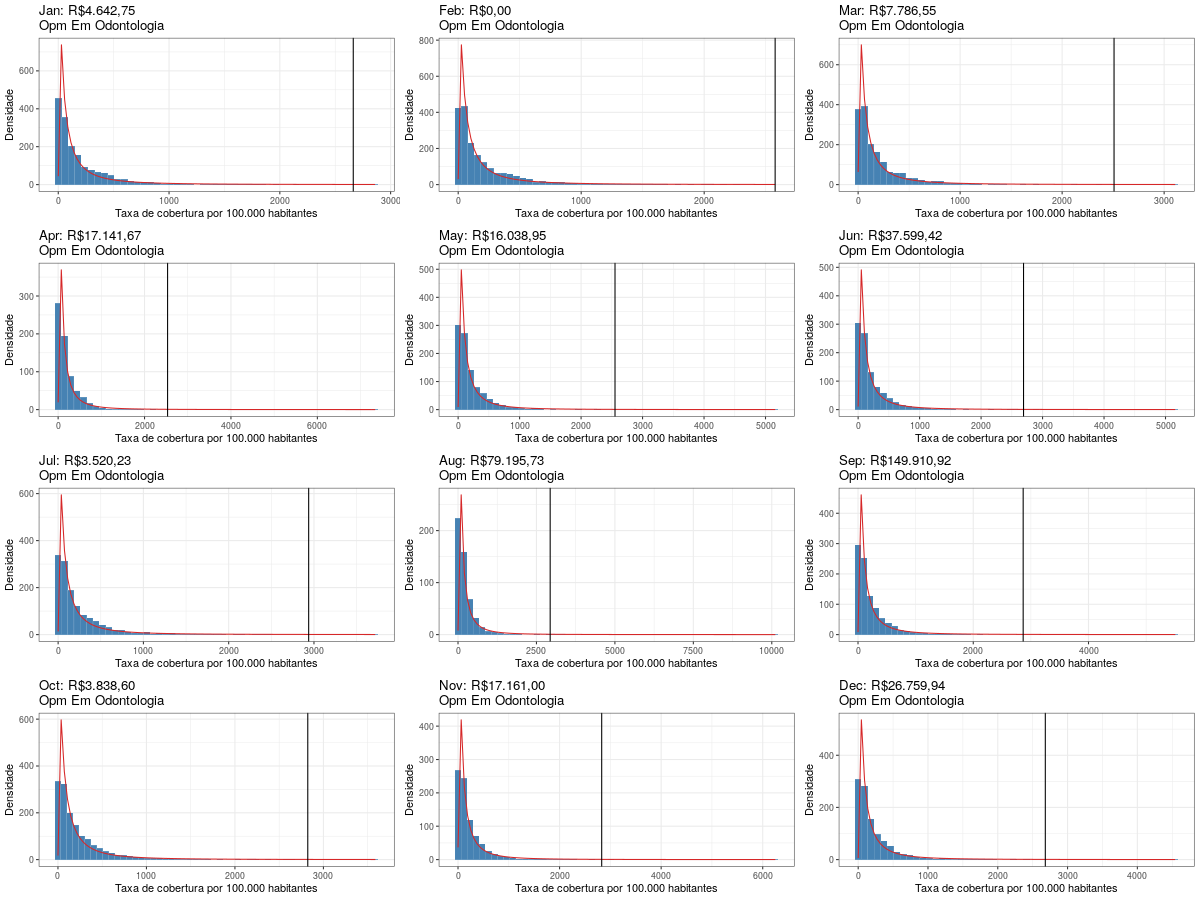 Jan: R$4.642,75
Opm Em Odontologia
Densidade
600
400
200
0
0
1000
2000
3000
Taxa de cobertura por 100.000 habitantes
Feb: R$0,00
Opm Em Odontologia
Densidade
800
600
400
200
0
0
1000
2000
Taxa de cobertura por 100.000 habitantes
Mar: R$7.786,55
Opm Em Odontologia
Densidade
600
400
200
0
0
1000
2000
3000
Taxa de cobertura por 100.000 habitantes
Apr: R$17.141,67
Opm Em Odontologia
Densidade
300
200
100
0
0
2000
4000
6000
Taxa de cobertura por 100.000 habitantes
May: R$16.038,95
Opm Em Odontologia
Densidade
500
400
300
200
100
0
0
1000
2000
3000
4000
5000
Taxa de cobertura por 100.000 habitantes
Jun: R$37.599,42
Opm Em Odontologia
Densidade
500
400
300
200
100
0
0
1000
2000
3000
4000
5000
Taxa de cobertura por 100.000 habitantes
Jul: R$3.520,23
Opm Em Odontologia
Densidade
600
400
200
0
0
1000
2000
3000
Taxa de cobertura por 100.000 habitantes
Aug: R$79.195,73
Opm Em Odontologia
Densidade
200
100
0
0
2500
5000
7500
10000
Taxa de cobertura por 100.000 habitantes
Sep: R$149.910,92
Opm Em Odontologia
Densidade
400
300
200
100
0
0
2000
4000
Taxa de cobertura por 100.000 habitantes
Oct: R$3.838,60
Opm Em Odontologia
Densidade
600
400
200
0
0
1000
2000
3000
Taxa de cobertura por 100.000 habitantes
Nov: R$17.161,00
Opm Em Odontologia
Densidade
400
300
200
100
0
0
2000
4000
6000
Taxa de cobertura por 100.000 habitantes
Dec: R$26.759,94
Opm Em Odontologia
Densidade
400
200
0
0
1000
2000
3000
4000
Taxa de cobertura por 100.000 habitantes